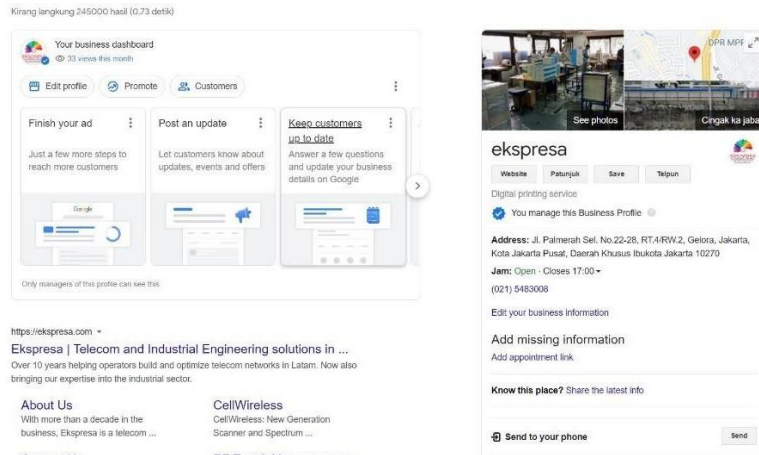 Kirang langkung 245000 hasil (0.73 detik)
Your business dashboard
33 views this month
Edit profile
Promote
Customers
Finish your ad
Just a few more steps to
reach more customers
Post an update
Let customers know about
updates, events and offers
Keep customers
up to date
Answer a few questions
and update your business
details on Google
Google
Only managers of this profile can see this
https://ekspresa.com
Ekspresa | Telecom and Industrial Engineering solutions in ...
Over 10 years helping operators build and optimize telecom networks in Latam. Now also
bringing our expertise into the industrial sector.
About Us
With more than a decade in the
business, Ekspresa is a telecom ...
CellWireless
CellWireless: New Generation
Scanner and Spectrum ...
DPR MPR
See photos
Cingak ka jaba
ekspresa
Website
Patunjuk
Save
Telpun
Digital printing service
You manage this Business Profile
Address: Jl. Palmerah Sel. No.22-28, RT.4/RW.2, Gelora, Jakarta,
Kota Jakarta Pusat, Daerah Khusus Ibukota Jakarta 10270
Jam: Open · Closes 17:00
(021) 5483008
Edit your business information
Add missing information
Add appointment link
Know this place? Share the latest info
Send to your phone
Send